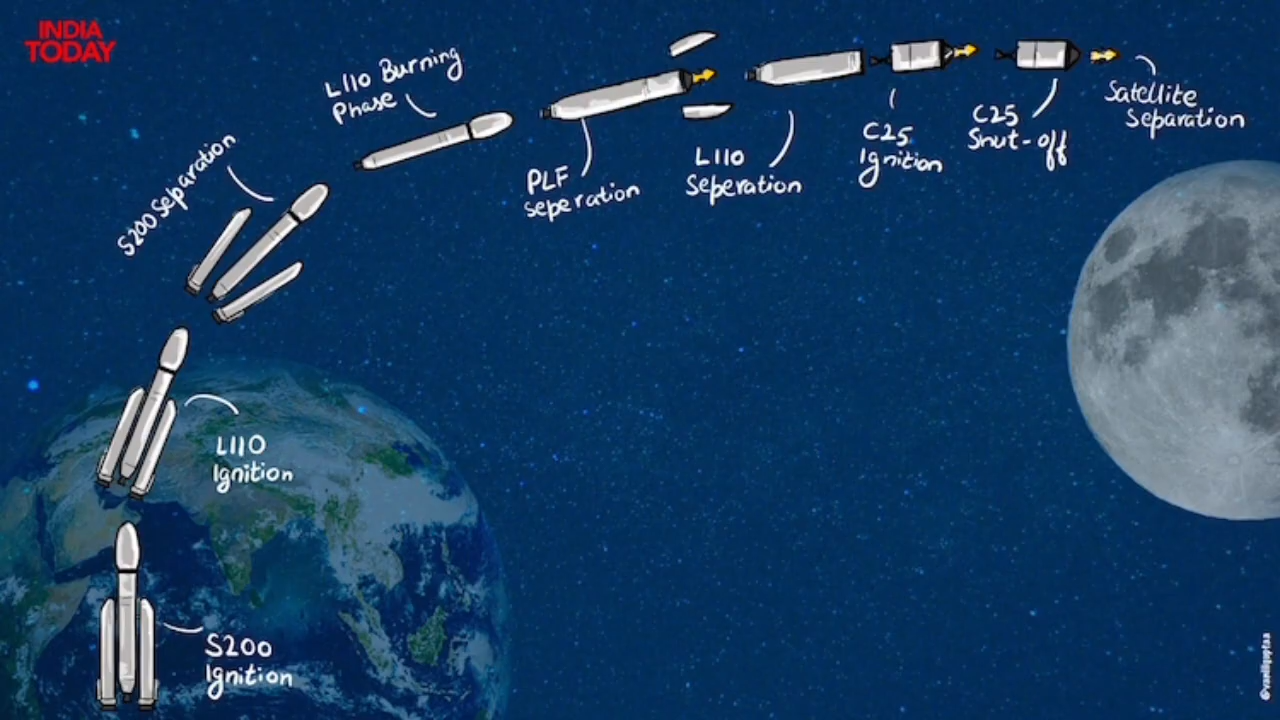 INDIA
TODAY
L110 Burning
Phase
S200 Separation
PLF
seperation
L110
Seperation
C25
Ignition
C25
Shut-off
Satellite
Separation
L110
Ignition
S200
Ignition